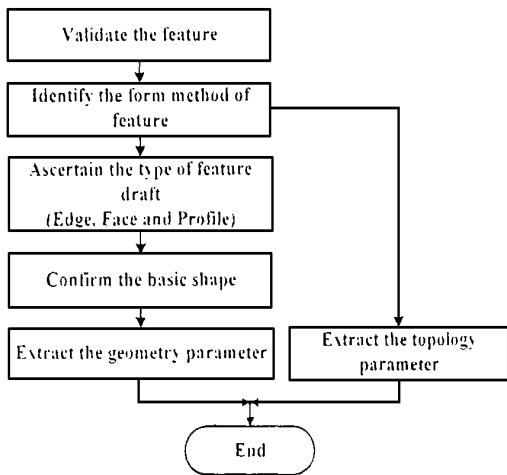 Validate the feature
Identify the form method of
feature
Ascertain the type of feature
draft
(Edge, Face and Profile)
Confirm the basic shape
Extract the geometry parameter
Extract the topology
parameter
End